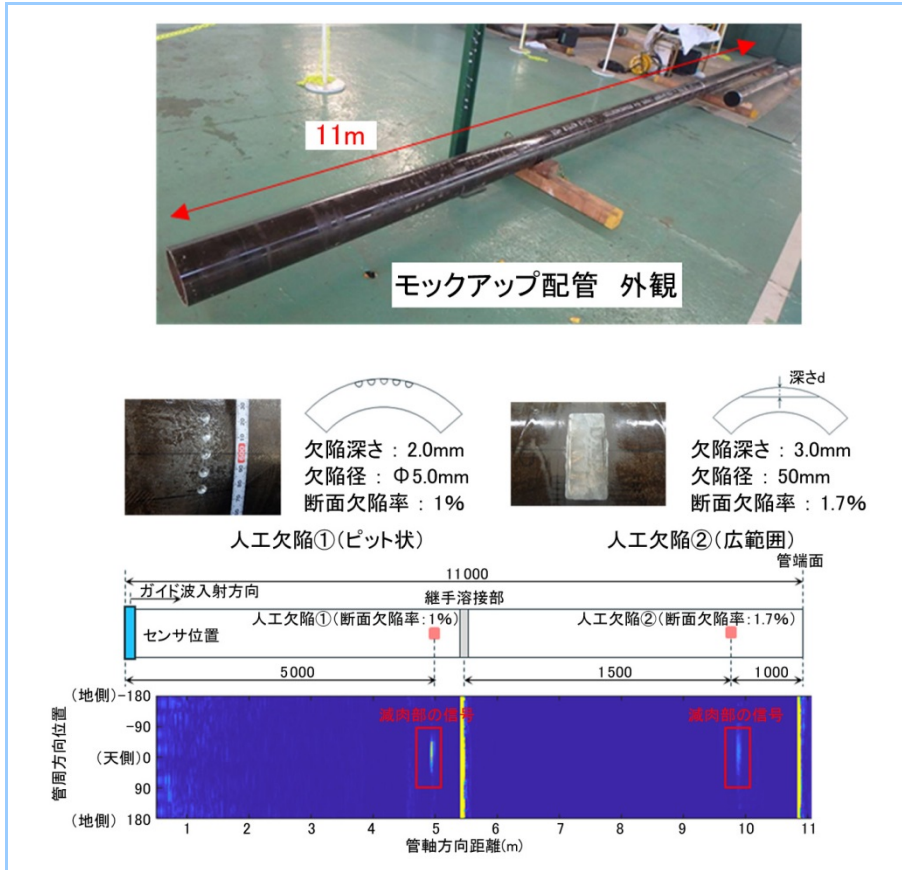 11m
モックアップ配管 外観
深さd
欠陥深さ : 2.0mm
欠陥径 : Φ5.0mm
断面欠陥率 : 1%
欠陥深さ : 3.0mm
欠陥径 : 50mm
断面欠陥率 : 1.7%
人工欠陥①(ピット状)
人工欠陥②(広範囲)
管端面
11000
ガイド波入射方向
継手溶接部
人工欠陥①(断面欠陥率:1%)
人工欠陥②(断面欠陥率:1.7%)
センサ位置
5000
1500
1000
(地側)-180
-90
(天側) 0
90
(地側) 180
管周方向位置
減肉部の信号
減肉部の信号
1 2 3 4 5 6 7 8 9 10 11
管軸方向距離(m)